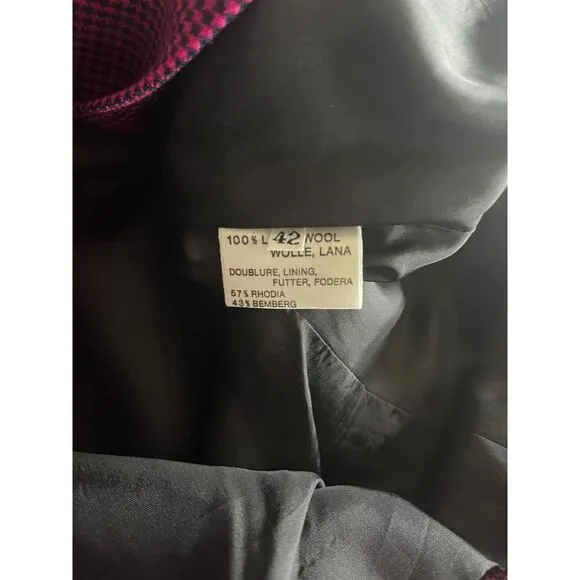 100% L 42 WOOL
WOLLE, LANA
DOUBLURE, LINING,
FUTTER, FODERA
57% RHODIA
43% BEMBERG